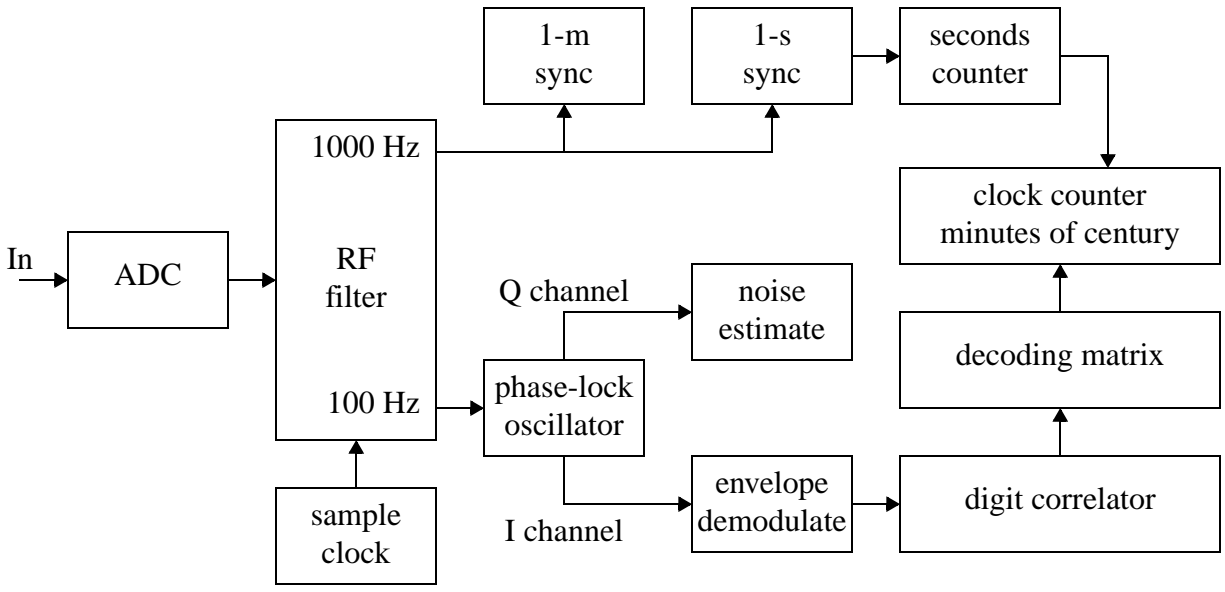 1-m
sync
1-s
sync
seconds
counter
1000 Hz
clock counter
minutes of century
In
ADC
RF
filter
Q channel
noise
estimate
decoding matrix
100 Hz
phase-lock
oscillator
envelope
demodulate
digit correlator
I channel
sample
clock